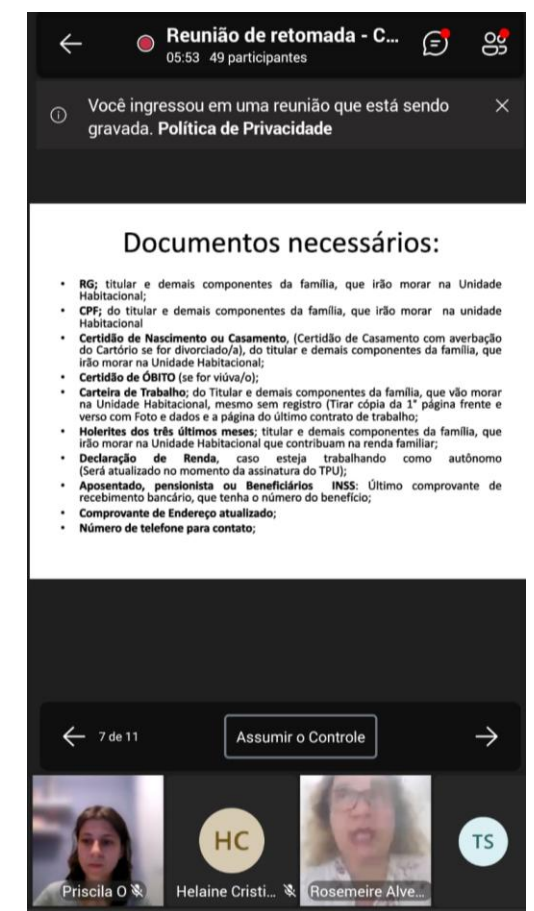 Reunião de retomada - C...
05:53 49 participantes
Você ingressou em uma reunião que está sendo
gravada. Política de Privacidade
Documentos necessários:
• RG; titular e demais componentes da família, que irão morar na Unidade
Habitacional;
• CPF; do titular e demais componentes da família, que irão morar na unidade
Habitacional
• Certidão de Nascimento ou Casamento, (Certidão de Casamento com averbação
do Cartório se for divorciado/a), do titular e demais componentes da família, que
irão morar na Unidade Habitacional;
• Certidão de ÓBITO (se for viúva/o);
• Carteira de Trabalho; do Titular e demais componentes da família, que vão morar
na Unidade Habitacional, mesmo sem registro (Tirar cópia da 1° página frente e
verso com Foto e dados e a página do último contrato de trabalho;
• Holerites dos três últimos meses; titular e demais componentes da família, que
irão morar na Unidade Habitacional que contribuam na renda familiar;
• Declaração de Renda, caso esteja trabalhando como autônomo
(Será atualizado no momento da assinatura do TPU);
• Aposentado, pensionista ou Beneficiários INSS: Último comprovante de
recebimento bancário, que tenha o número do benefício;
• Comprovante de Endereço atualizado;
• Número de telefone para contato;
7 de 11
Assumir o Controle
HC
TS
Priscila O
Helaine Cristi...
Rosemeire Alve...